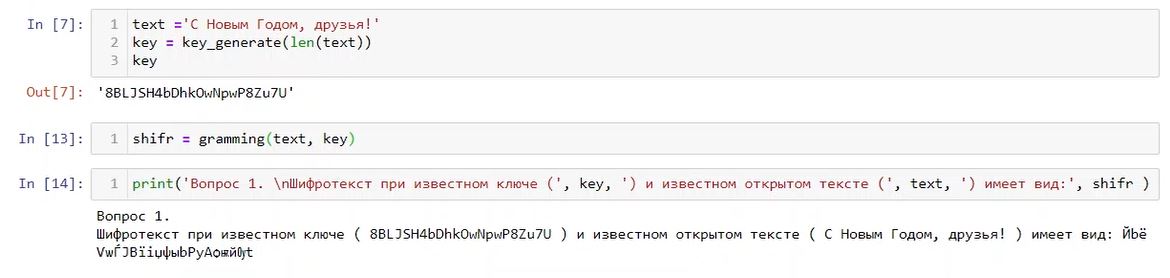 In [7]:
1 text ='С Новым Годом, друзья!'
2 key = key_generate(len(text))
3 key
Out[7]: '8BLJSH4bDhkOwNpwP8Zu7U'
In [13]: 1 shifr = gramming(text, key)
In [14]: 1 print('Вопрос 1. \nШифротекст при известном ключе (', key, ') и известном открытом тексте (', text, ') имеет вид:', shifr )
Вопрос 1.
Шифротекст при известном ключе ( 8BLJSH4bDhkOwNpwP8Zu7U ) и известном открытом тексте ( С Новым Годом, друзья! ) имеет вид: Йbё
ѴѡЃЈBїіџѱыbPуАѻѭйѸt